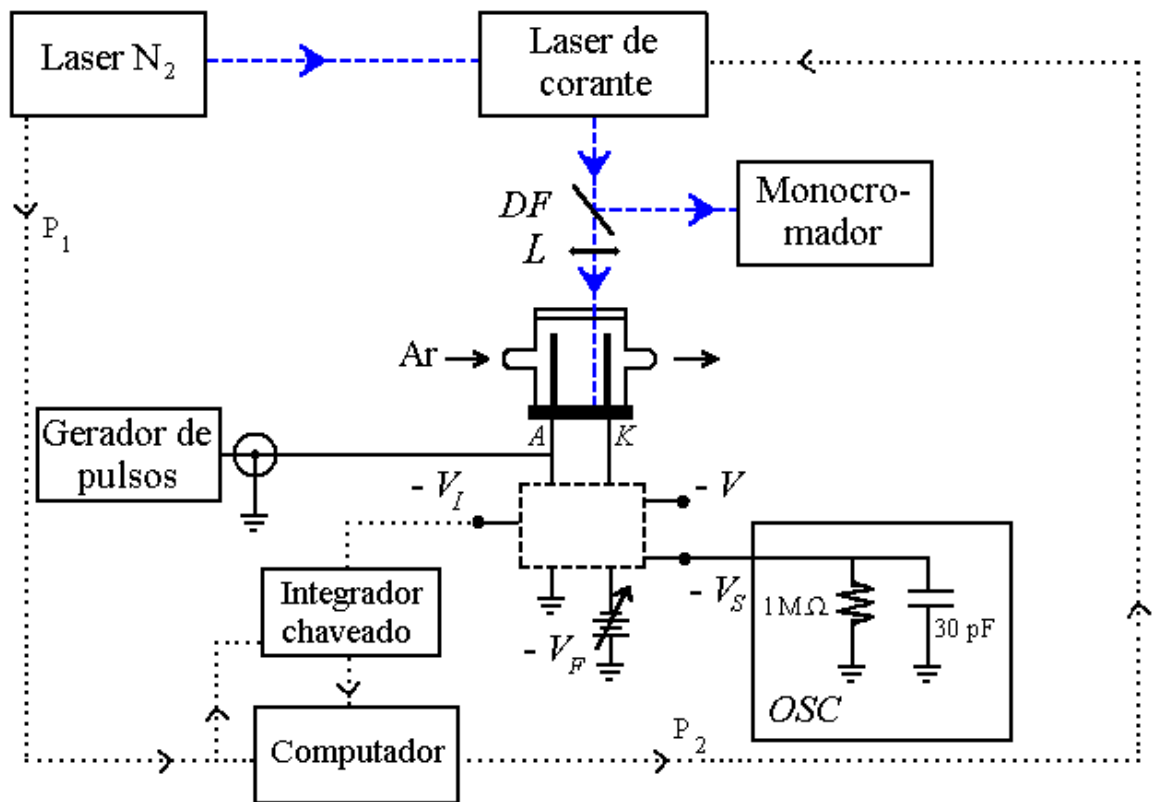 Laser N2
Laser de
corante
P1
DF
Monocro-
mador
L
Ar
Gerador de
pulsos
A
K
- VI
- V
Integrador
chaveado
- VS
1MΩ
30 pF
- VF
OSC
Computador
P2